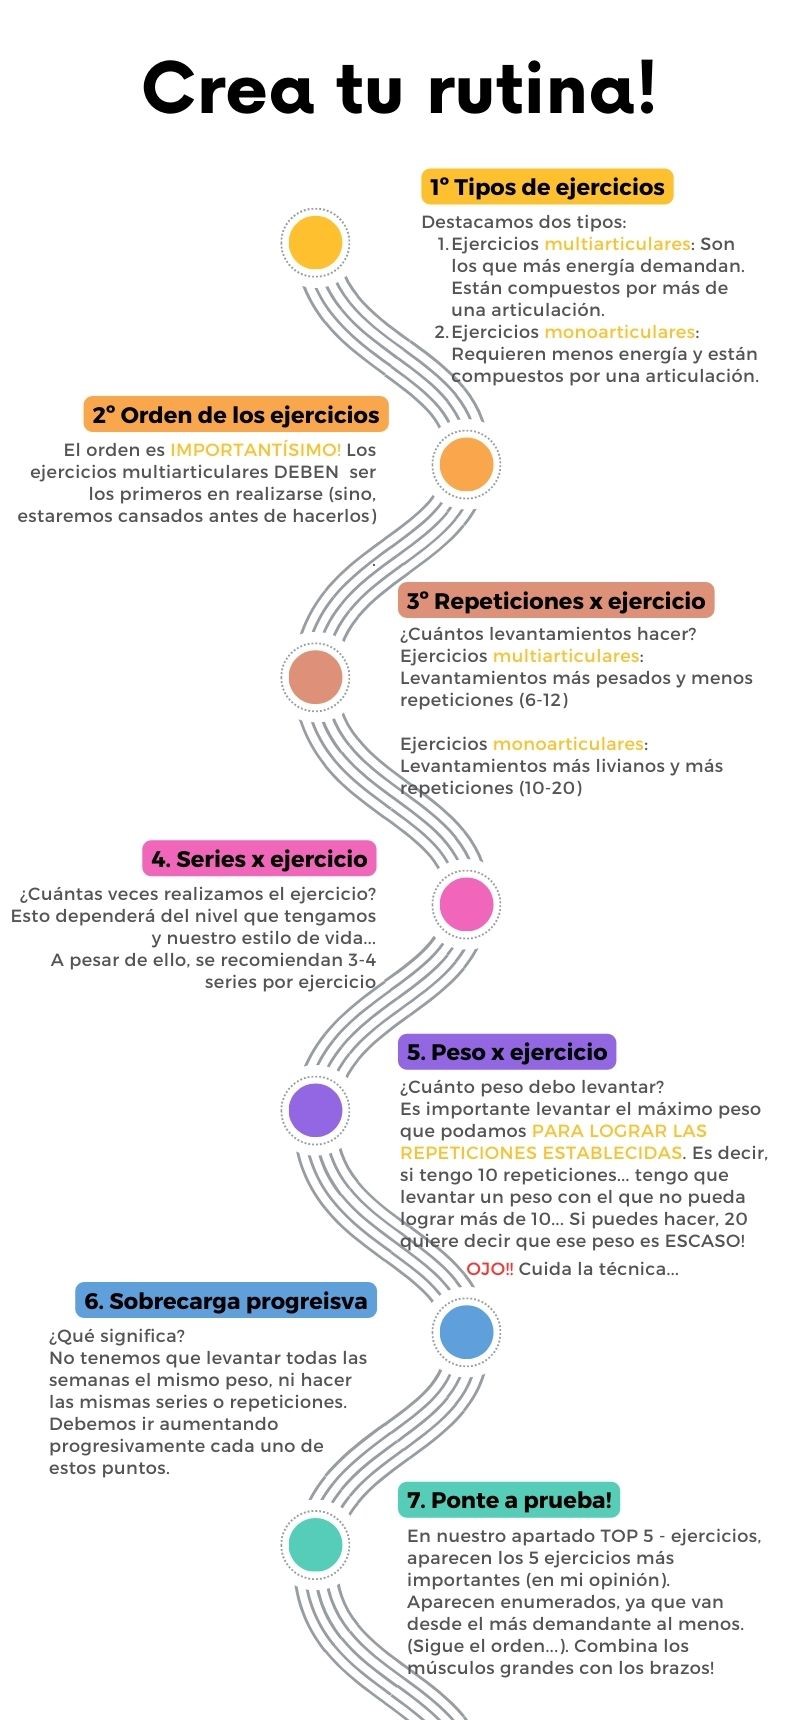 Crea tu rutina!
1º Tipos de ejercicios
Destacamos dos tipos:
1. Ejercicios multiarticulares: Son
los que más energía demandan.
Están compuestos por más de
una articulación.
2. Ejercicios monoarticulares:
Requieren menos energía y están
compuestos por una articulación.
2º Orden de los ejercicios
El orden es IMPORTANTÍSIMO! Los
ejercicios multiarticulares DEBEN  ser
los primeros en realizarse (sino,
estaremos cansados antes de hacerlos)
.
3º Repeticiones x ejercicio
¿Cuántos levantamientos hacer?
Ejercicios multiarticulares:
Levantamientos más pesados y menos
repeticiones (6-12)
Ejercicios monoarticulares:
Levantamientos más livianos y más
repeticiones (10-20)
4. Series x ejercicio
¿Cuántas veces realizamos el ejercicio?
Esto dependerá del nivel que tengamos
y nuestro estilo de vida...
A pesar de ello, se recomiendan 3-4
series por ejercicio
5. Peso x ejercicio
¿Cuánto peso debo levantar?
Es importante levantar el máximo peso
que podamos PARA LOGRAR LAS
REPETICIONES ESTABLECIDAS. Es decir,
si tengo 10 repeticiones... tengo que
levantar un peso con el que no pueda
lograr más de 10... Si puedes hacer, 20
quiere decir que ese peso es ESCASO!
OJO!! Cuida la técnica...
6. Sobrecarga progreisva
¿Qué significa?
No tenemos que levantar todas las
semanas el mismo peso, ni hacer
las mismas series o repeticiones.
Debemos ir aumentando
progresivamente cada uno de
estos puntos.
7. Ponte a prueba!
En nuestro apartado TOP 5 - ejercicios,
aparecen los 5 ejercicios más
importantes (en mi opinión).
Aparecen enumerados, ya que van
desde el más demandante al menos.
(Sigue el orden...). Combina los
músculos grandes con los brazos!